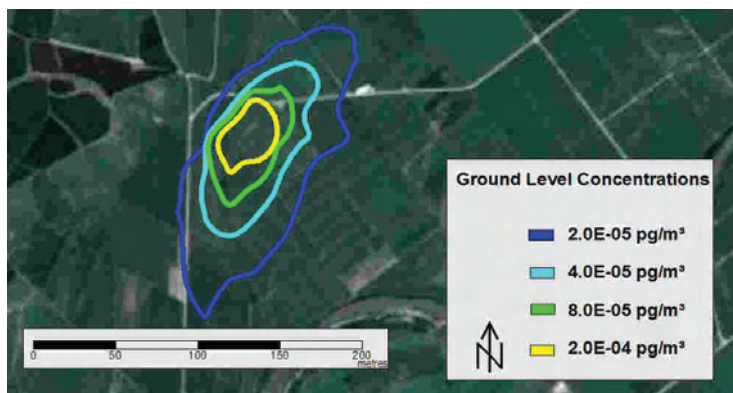 Ground Level Concentrations
2.0E-05 pg/m³
4.0E-05 pg/m³
8.0E-05 pg/m³
2.0E-04 pg/m³
N
0 50 100 150 200
metres